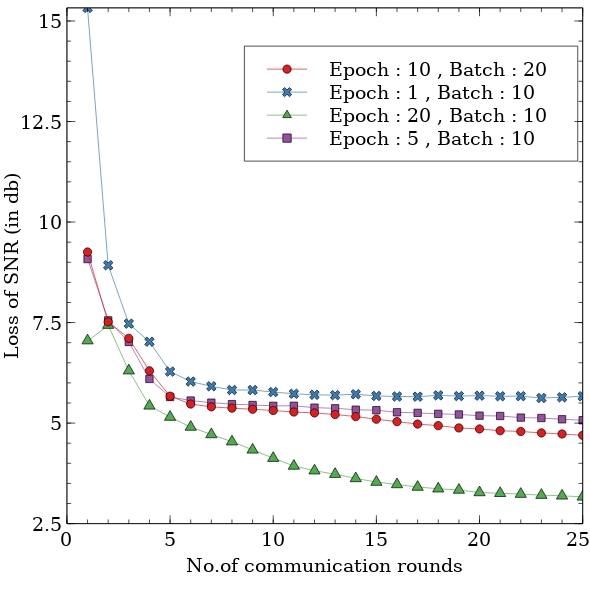 15
12.5
10
7.5
5
2.5
Loss of SNR (in db)
Epoch : 10 , Batch : 20
Epoch : 1 , Batch : 10
Epoch : 20 , Batch : 10
Epoch : 5 , Batch : 10
0 5 10 15 20 25
No.of communication rounds